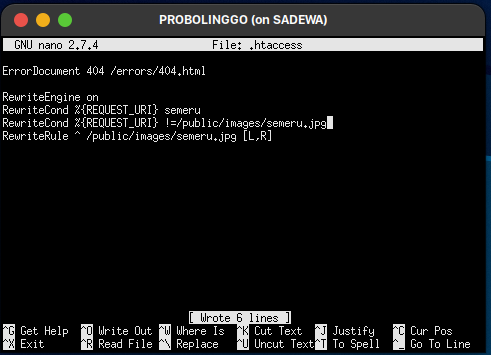 PROBOLINGGO (on SADEWA)
GNU nano 2.7.4 File: .htaccess
ErrorDocument 404 /errors/404.html
RewriteEngine on
RewriteCond %{REQUEST_URI} semeru
RewriteCond %{REQUEST_URI} !=/public/images/semeru.jpg
RewriteRule ^ /public/images/semeru.jpg [L,R]
[ Wrote 6 lines ]
^G Get Help ^O Write Out ^W Where Is ^K Cut Text ^J Justify ^C Cur Pos
^X Exit ^R Read File ^\ Replace ^U Uncut Text ^T To Spell ^_ Go To Line